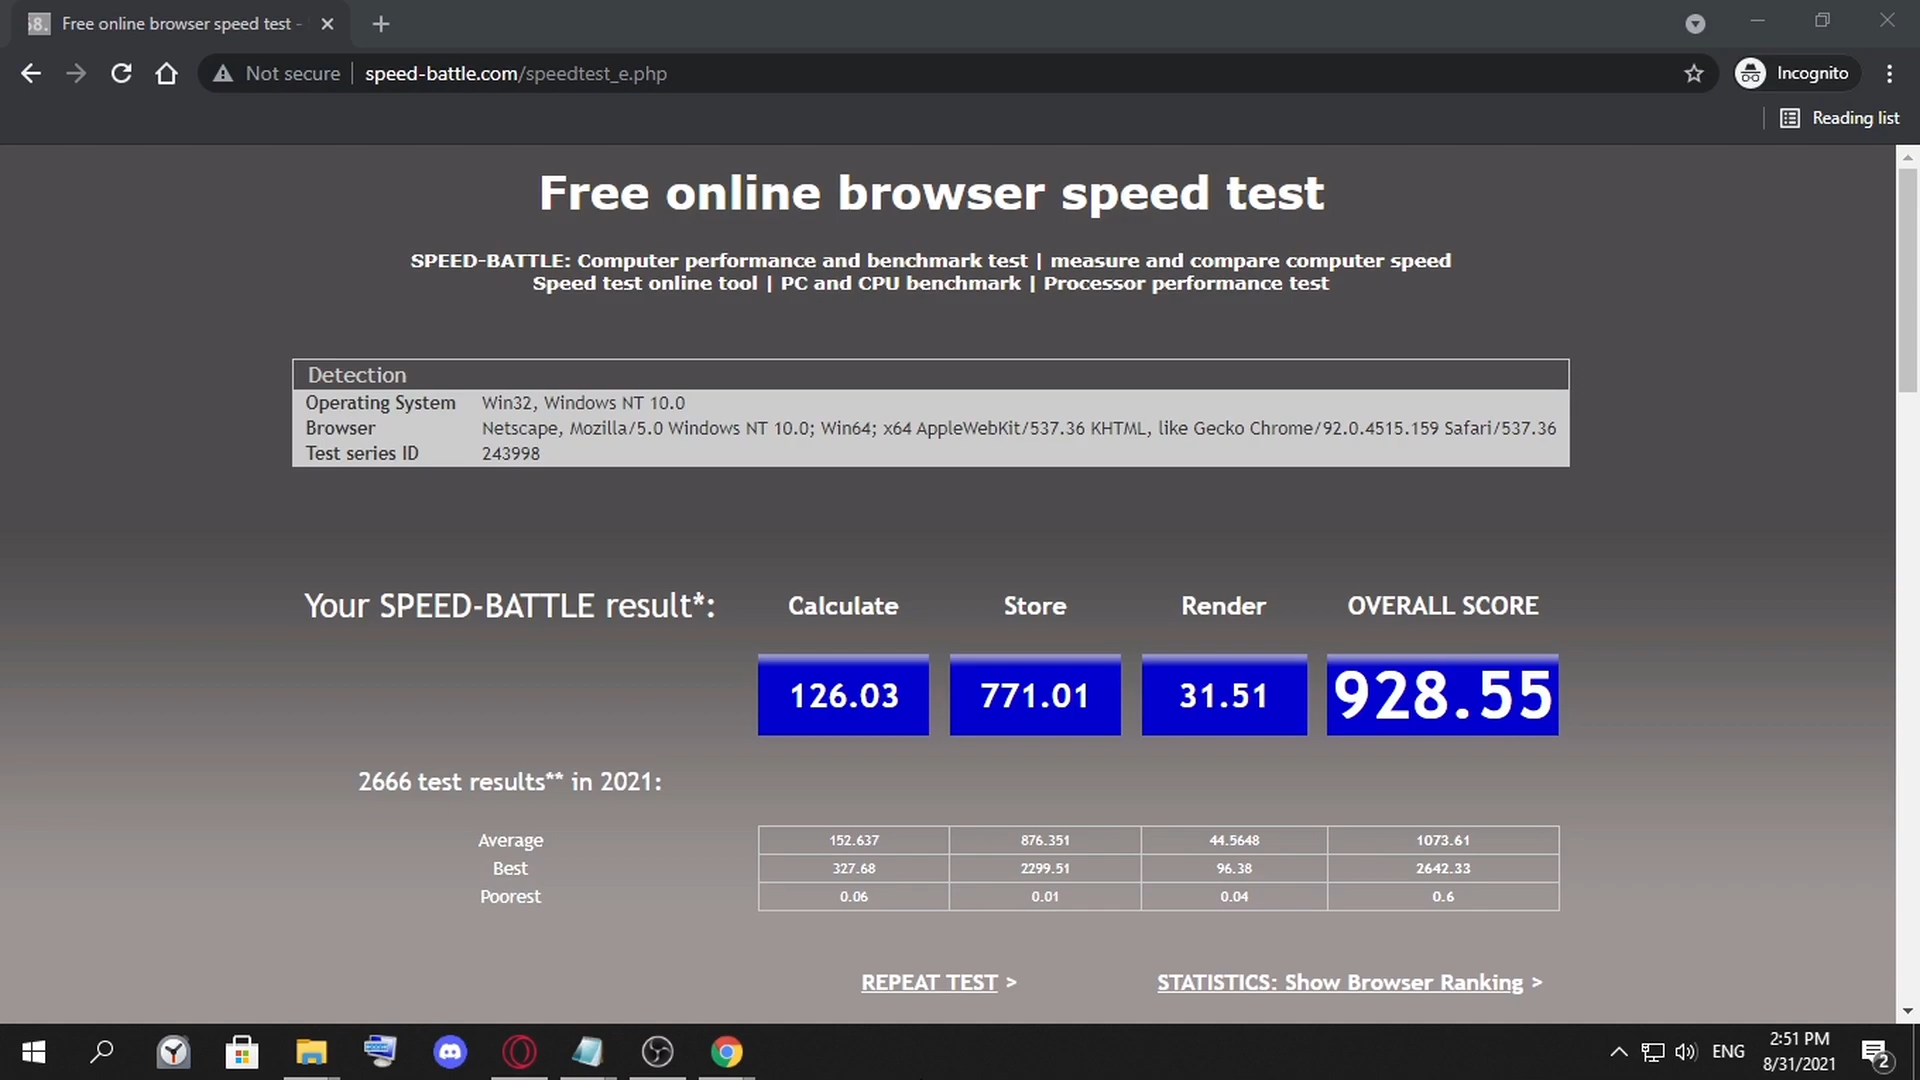 Free online browser speed test -
Not secure
speed-battle.com/speedtest_e.php
Incognito
Reading list
Free online browser speed test
SPEED-BATTLE: Computer performance and benchmark test | measure and compare computer speed
Speed test online tool | PC and CPU benchmark | Processor performance test
Detection
Operating System Win32, Windows NT 10.0
Browser Netscape, Mozilla/5.0 Windows NT 10.0; Win64; x64 AppleWebKit/537.36 KHTML, like Gecko Chrome/92.0.4515.159 Safari/537.36
Test series ID 243998
Your SPEED-BATTLE result*: Calculate Store Render OVERALL SCORE
126.03 771.01 31.51 928.55
2666 test results** in 2021:
Average 152.637 876.351 44.5648 1073.61
Best 327.68 2299.51 96.38 2642.33
Poorest 0.06 0.01 0.04 0.6
REPEAT TEST > STATISTICS: Show Browser Ranking >
ENG
2:51 PM
8/31/2021
2